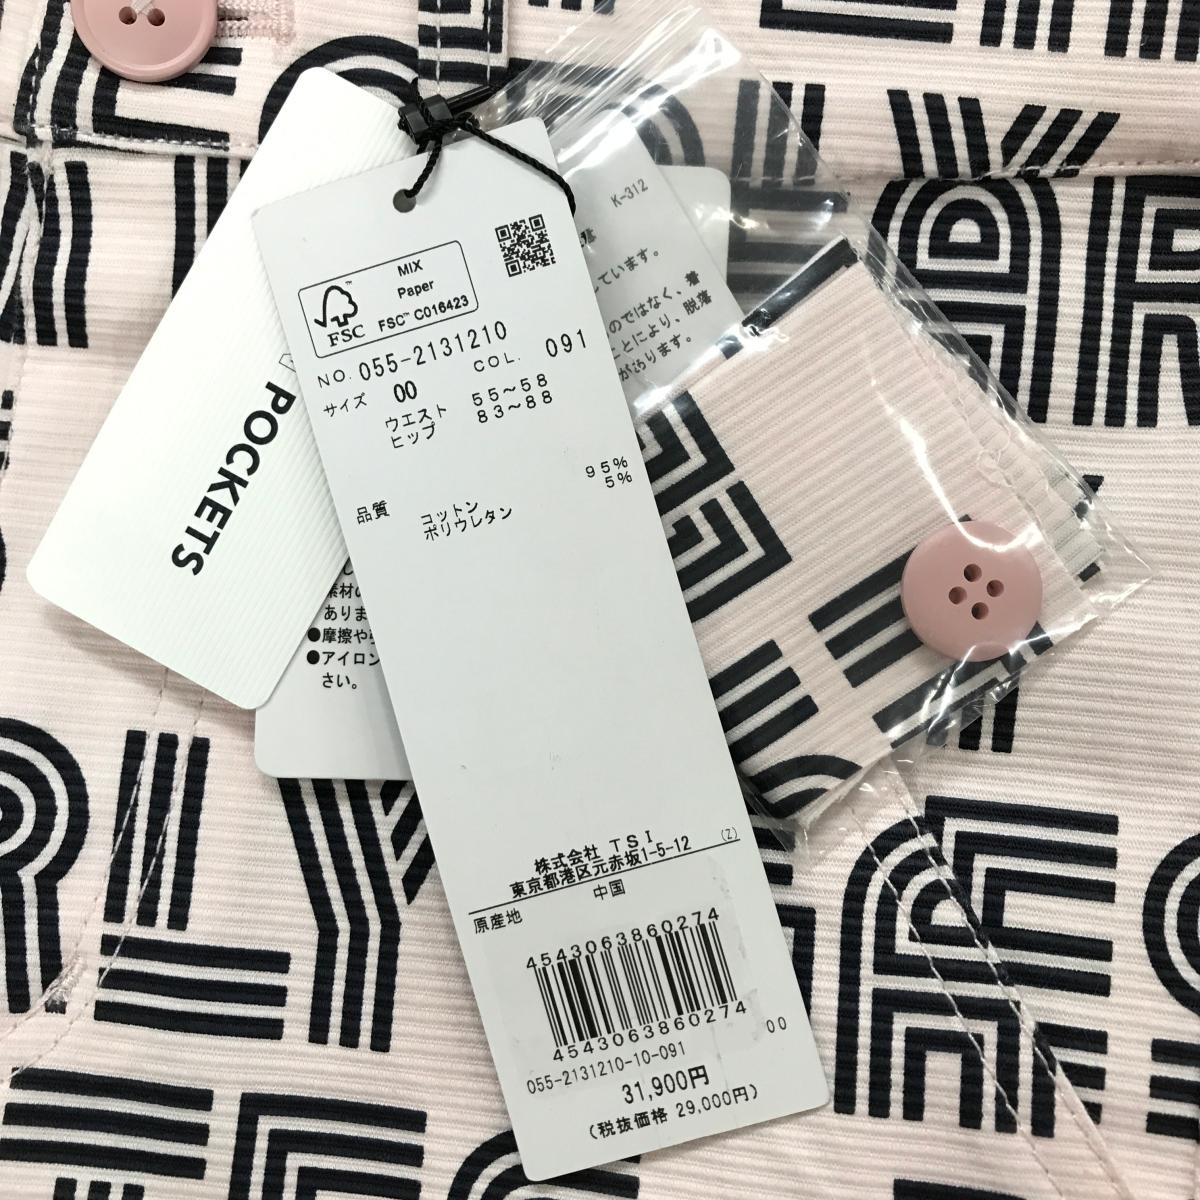 MIX
Paper
FSC™ C016423
FSC
NO. 055-2131210 COL. 091
サイズ 00
ウエスト 55~58
ヒップ 83~88
品質 コットン 95%
ポリウレタン 5%
株式会社 TSI (Z)
東京都港区元赤坂1-5-12
原産地 中国
4543063860274
4543063860274
055-2131210-10-091 00
31,900円
(税抜価格 29,000円)
POCKETS
K-312
ています。
のではなく、着
とにより、脱落
があります。
素材の
ありま
●摩擦や
●アイロン
さい。